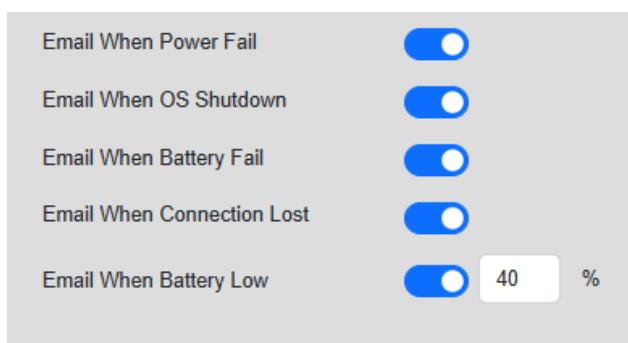 Email When Power Fail
Email When OS Shutdown
Email When Battery Fail
Email When Connection Lost
Email When Battery Low 40 %